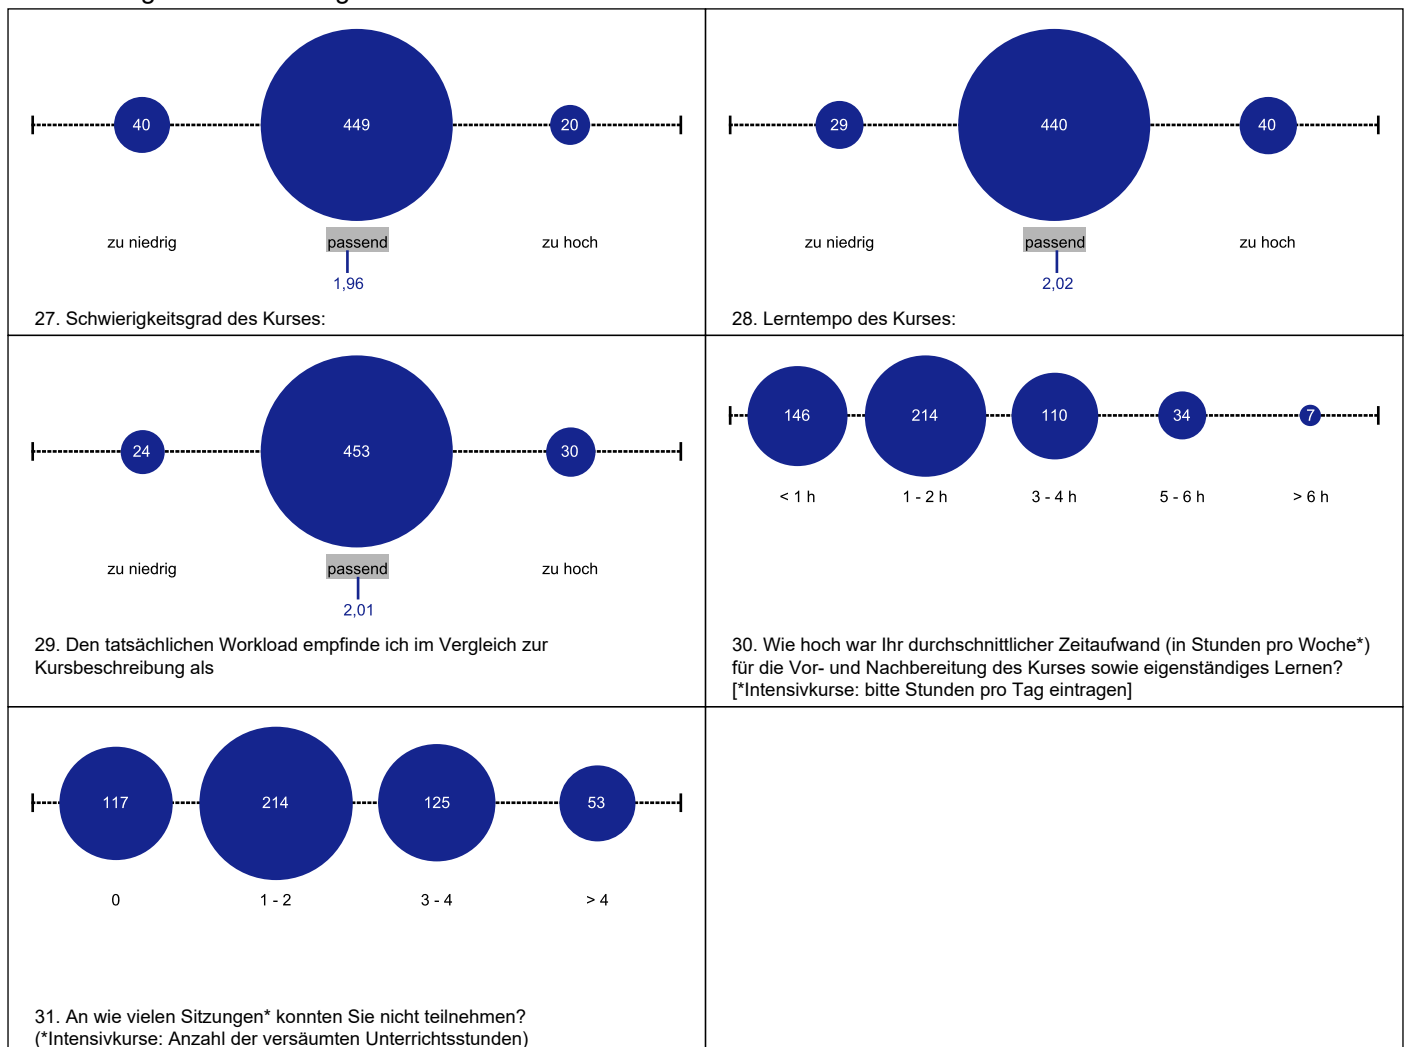 40 449 20
zu niedrig passend zu hoch
1,96
27. Schwierigkeitsgrad des Kurses:
29 440 40
zu niedrig passend zu hoch
2,02
28. Lerntempo des Kurses:
24 453 30
zu niedrig passend zu hoch
2,01
29. Den tatsächlichen Workload empfinde ich im Vergleich zur
Kursbeschreibung als
146 214 110 34 7
< 1 h 1 - 2 h 3 - 4 h 5 - 6 h > 6 h
30. Wie hoch war Ihr durchschnittlicher Zeitaufwand (in Stunden pro Woche*)
für die Vor- und Nachbereitung des Kurses sowie eigenständiges Lernen?
[*Intensivkurse: bitte Stunden pro Tag eintragen]
117 214 125 53
0 1 - 2 3 - 4 > 4
31. An wie vielen Sitzungen* konnten Sie nicht teilnehmen?
(*Intensivkurse: Anzahl der versäumten Unterrichtsstunden)